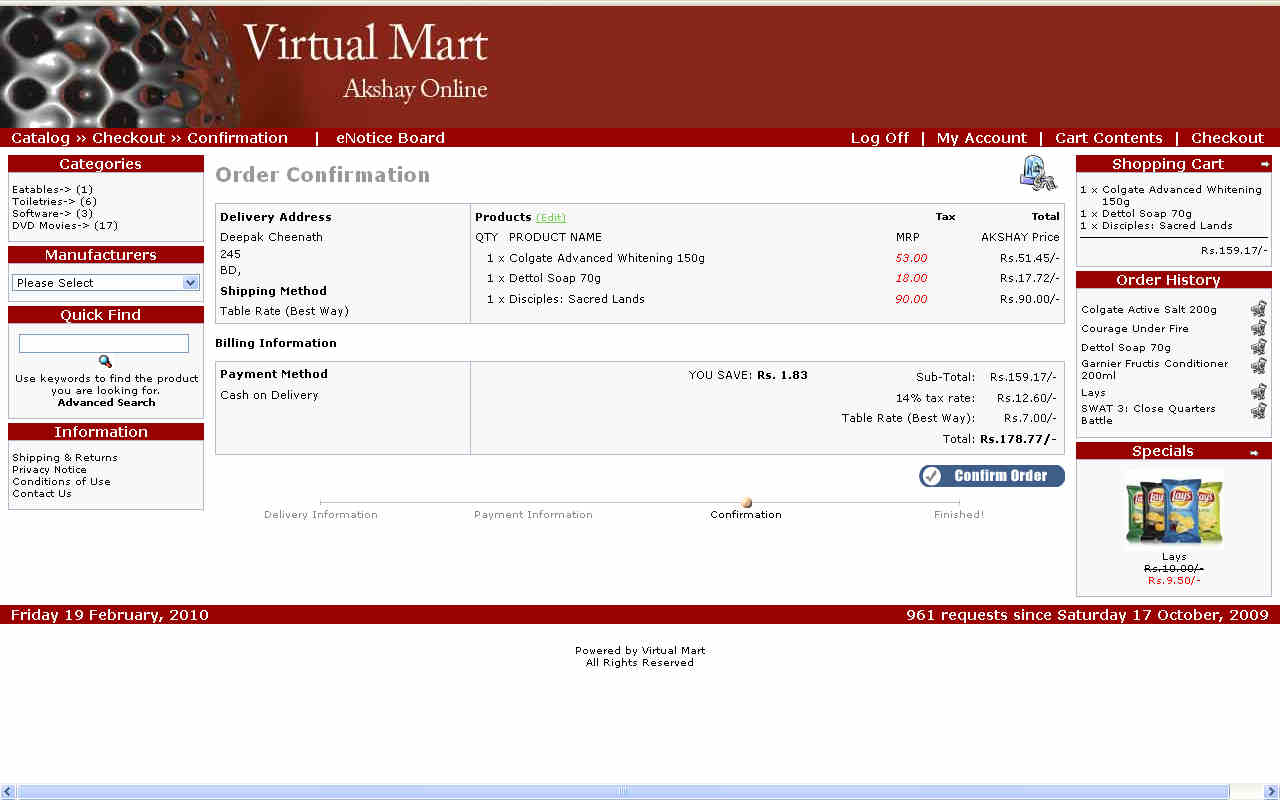 Virtual Mart
Akshay Online
Catalog » Checkout » Confirmation | eNotice Board
Log Off | My Account | Cart Contents | Checkout
Categories
Eatables-> (1)
Toiletries-> (6)
Software-> (3)
DVD Movies-> (17)
Manufacturers
Please Select
Quick Find
Use keywords to find the product
you are looking for.
Advanced Search
Information
Shipping & Returns
Privacy Notice
Conditions of Use
Contact Us
Order Confirmation
Delivery Address
Deepak Cheenath
245
BD,
Shipping Method
Table Rate (Best Way)
Products (Edit) Tax Total
QTY PRODUCT NAME MRP AKSHAY Price
1 x Colgate Advanced Whitening 150g 53.00 Rs.51.45/-
1 x Dettol Soap 70g 18.00 Rs.17.72/-
1 x Disciples: Sacred Lands 90.00 Rs.90.00/-
Billing Information
Payment Method
Cash on Delivery
YOU SAVE: Rs. 1.83
Sub-Total: Rs.159.17/-
14% tax rate: Rs.12.60/-
Table Rate (Best Way): Rs.7.00/-
Total: Rs.178.77/-
Confirm Order
Delivery Information Payment Information Confirmation Finished!
Shopping Cart
1 x Colgate Advanced Whitening
150g
1 x Dettol Soap 70g
1 x Disciples: Sacred Lands
Rs.159.17/-
Order History
Colgate Active Salt 200g
Courage Under Fire
Dettol Soap 70g
Garnier Fructis Conditioner
200ml
Lays
SWAT 3: Close Quarters
Battle
Specials
Lays Lays
Lays
Rs.10.00/-
Rs.9.50/-
Friday 19 February, 2010
961 requests since Saturday 17 October, 2009
Powered by Virtual Mart
All Rights Reserved